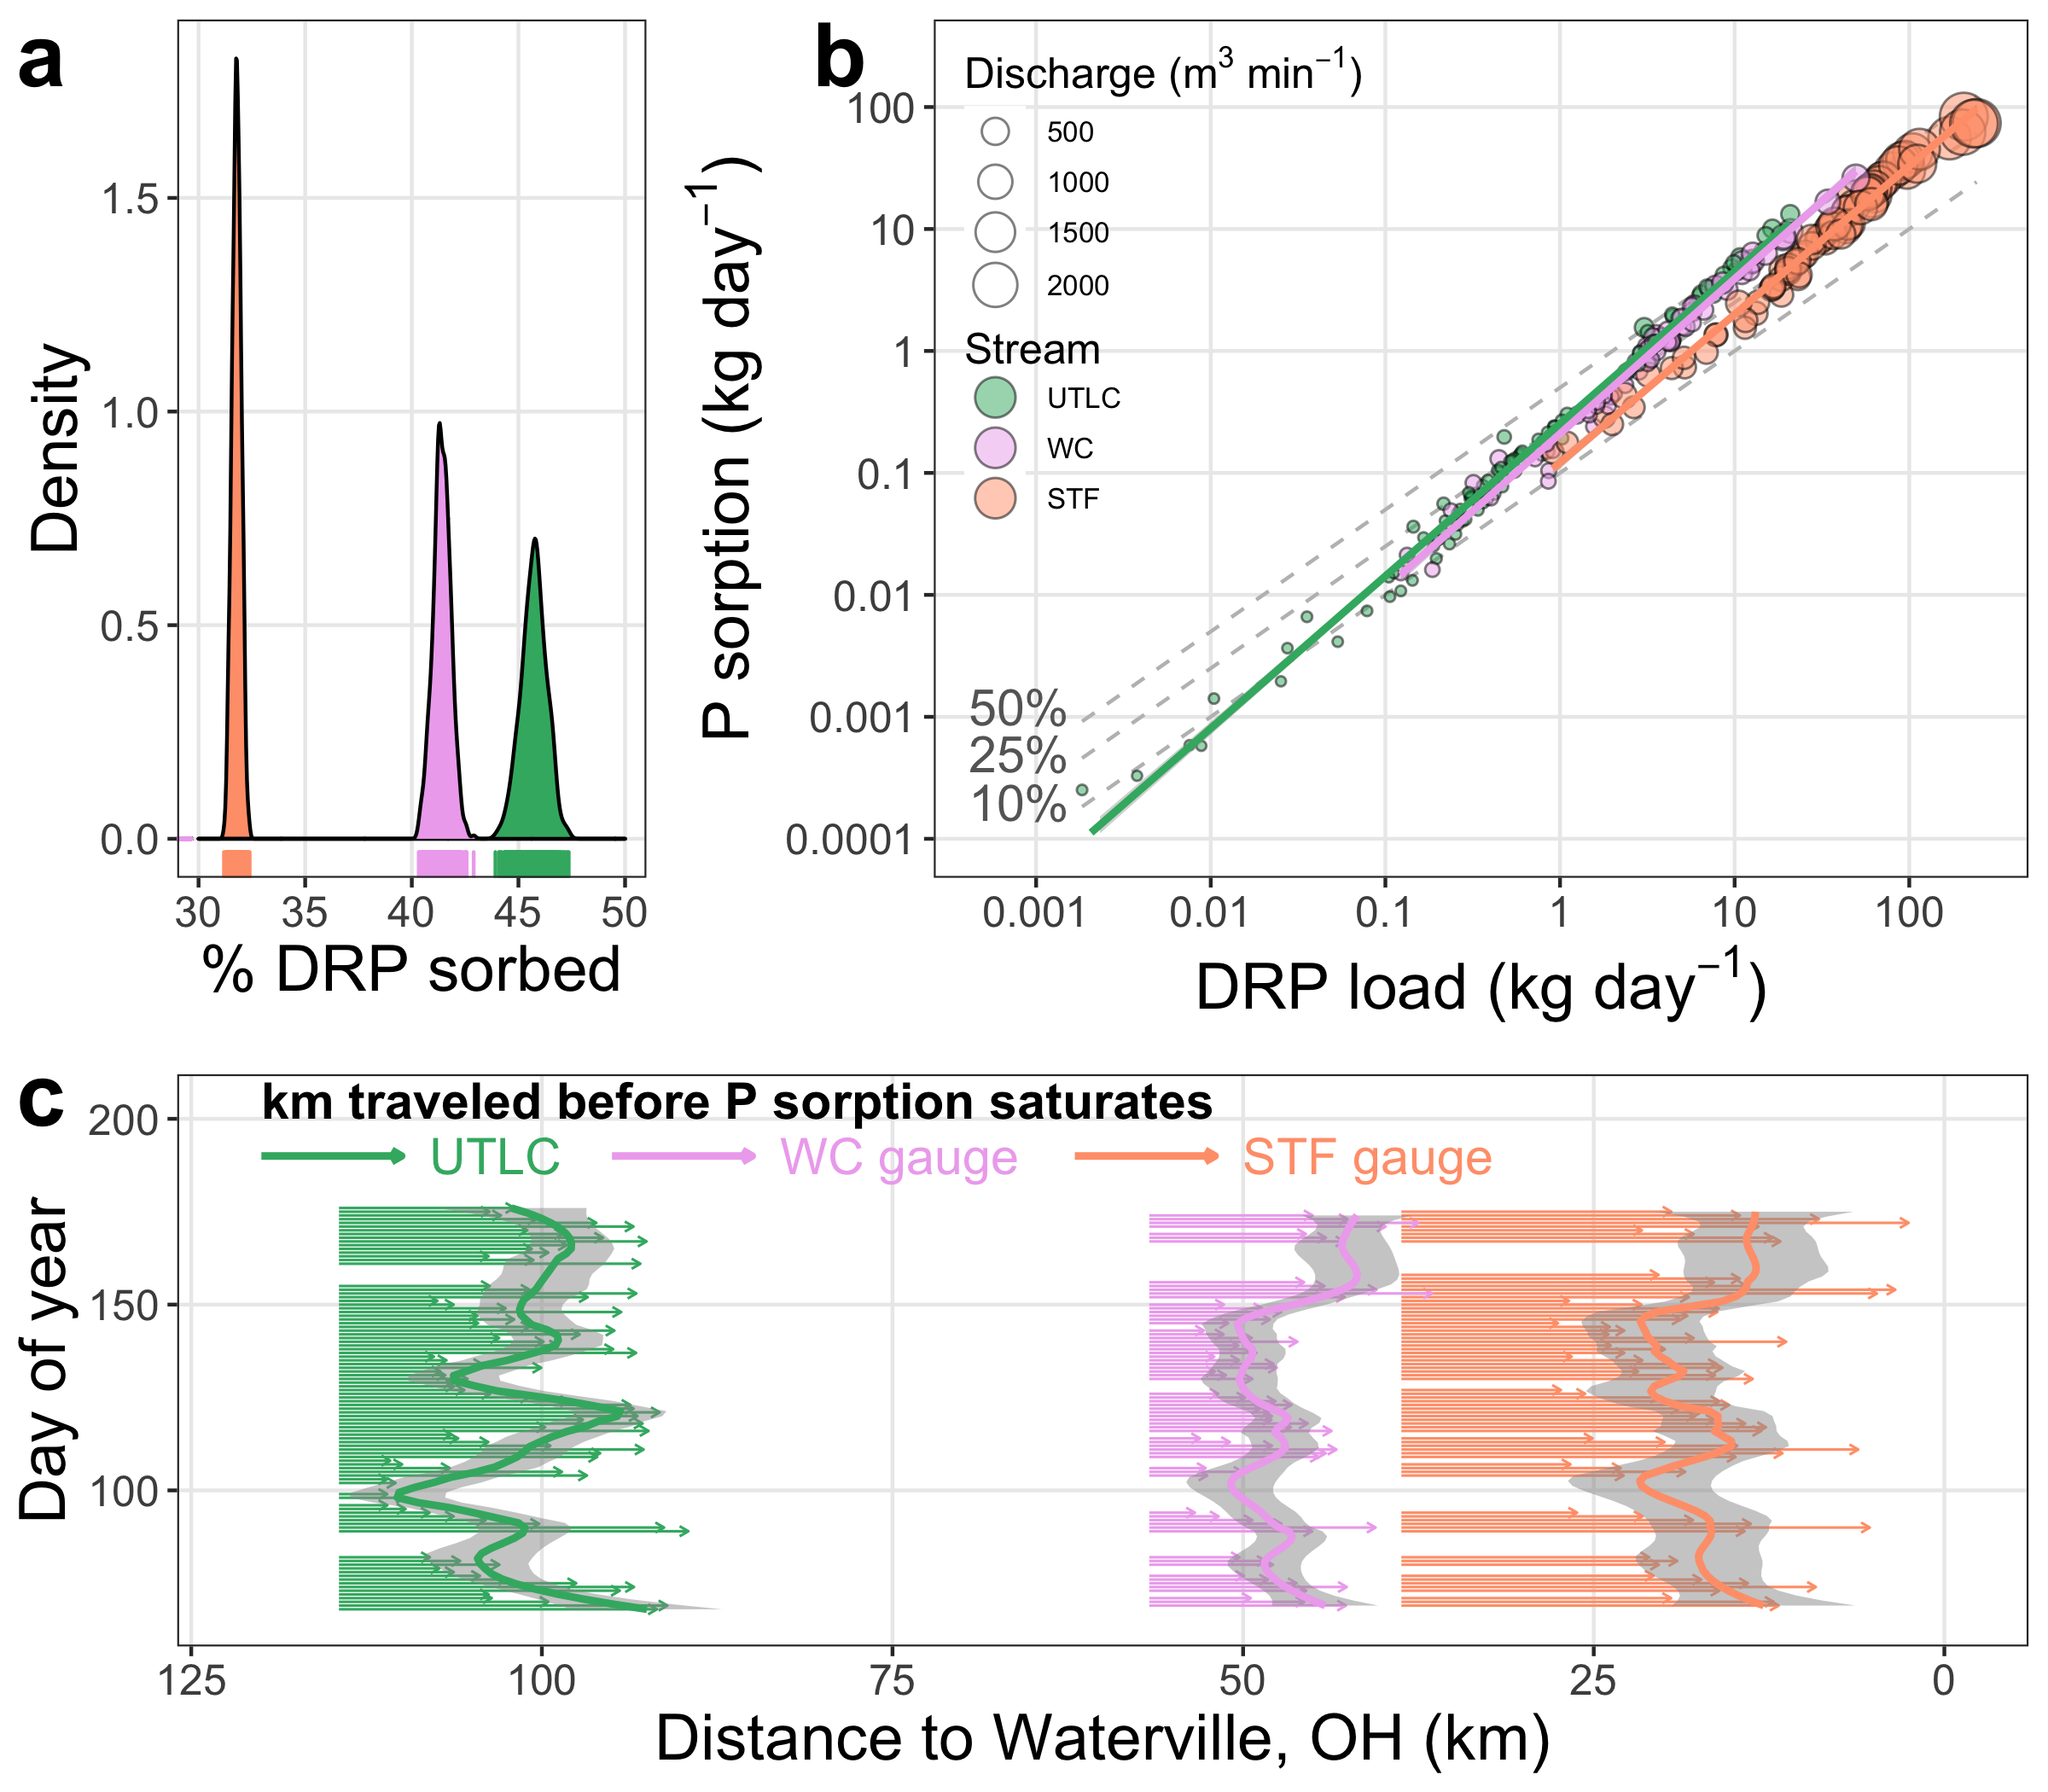 a
Density
1.5
1.0
0.5
0.0
30 35 40 45 50
% DRP sorbed
b
P sorption (kg day⁻¹)
100
10
1
0.1
0.01
0.001
0.0001
Discharge (m³ min⁻¹)
500
1000
1500
2000
Stream
UTLC
WC
STF
50%
25%
10%
0.001 0.01 0.1 1 10 100
DRP load (kg day⁻¹)
c
Day of year
200
150
100
km traveled before P sorption saturates
UTLC WC gauge STF gauge
125 100 75 50 25 0
Distance to Waterville, OH (km)